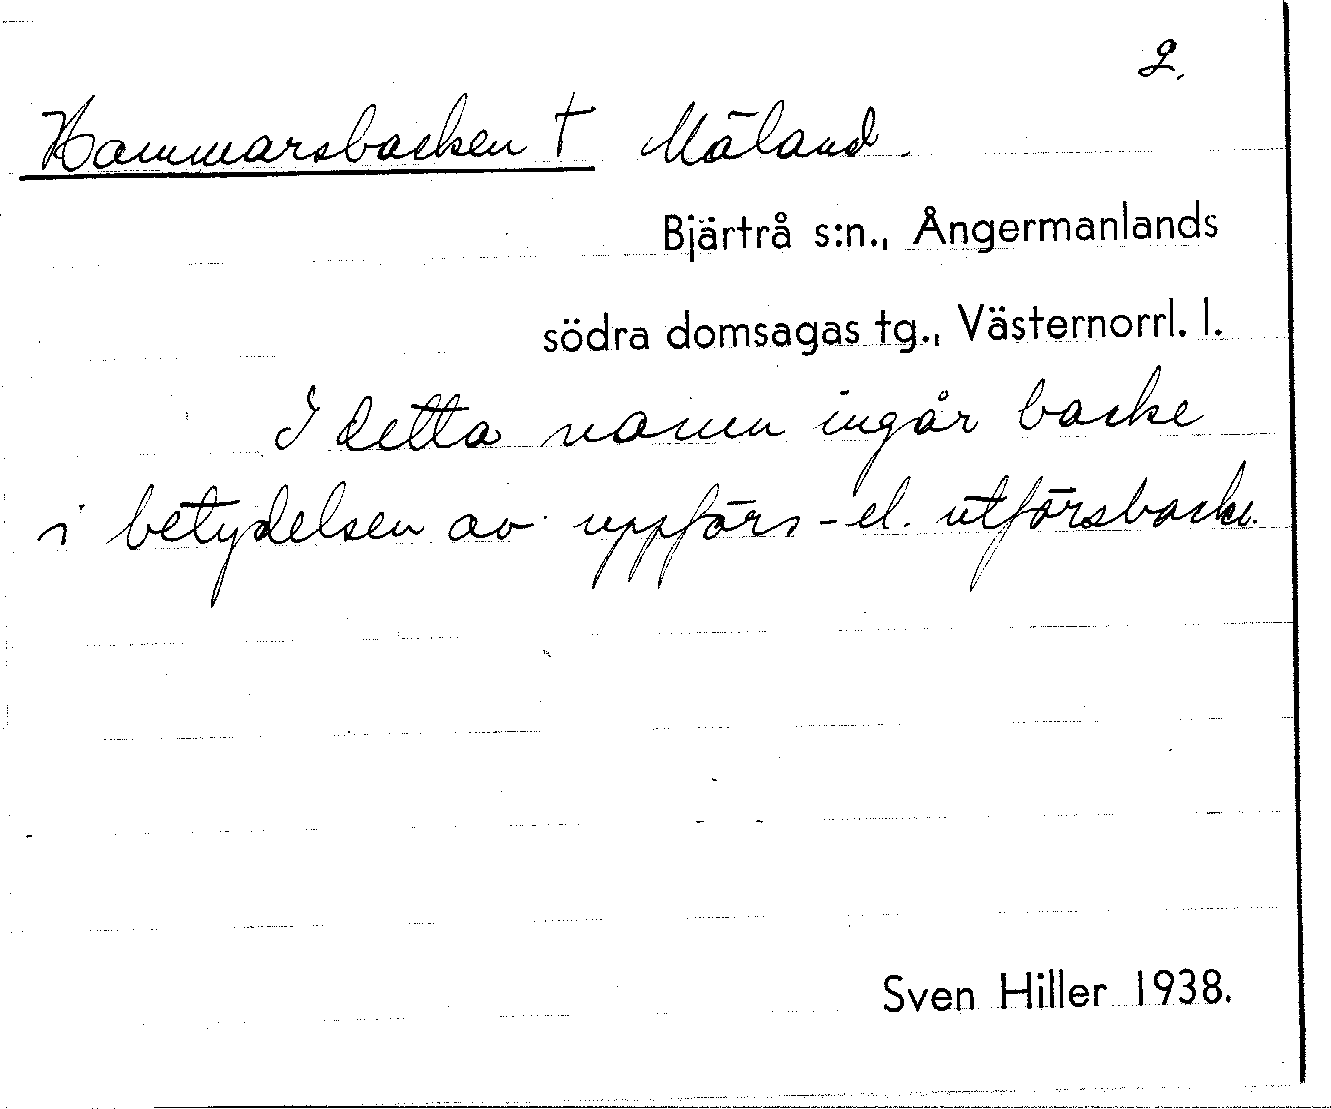 2.
Hammarsbacken † Mäland.
Bjärtrå s:n., Ångermanlands
södra domsagas tg., Västernorrl. l.
I detta namn ingår backe
i betydelsen av uppförs- el. utförsbacke.
Sven Hiller 1938.